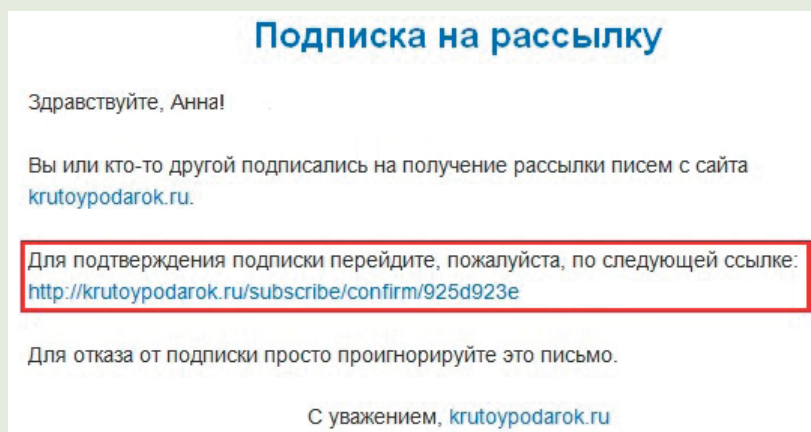 Подписка на рассылку
Здравствуйте, Анна!
Вы или кто-то другой подписались на получение рассылки писем с сайта
krutoypodarok.ru.
Для подтверждения подписки перейдите, пожалуйста, по следующей ссылке:
http://krutoypodarok.ru/subscribe/confirm/925d923e
Для отказа от подписки просто проигнорируйте это письмо.
С уважением, krutoypodarok.ru